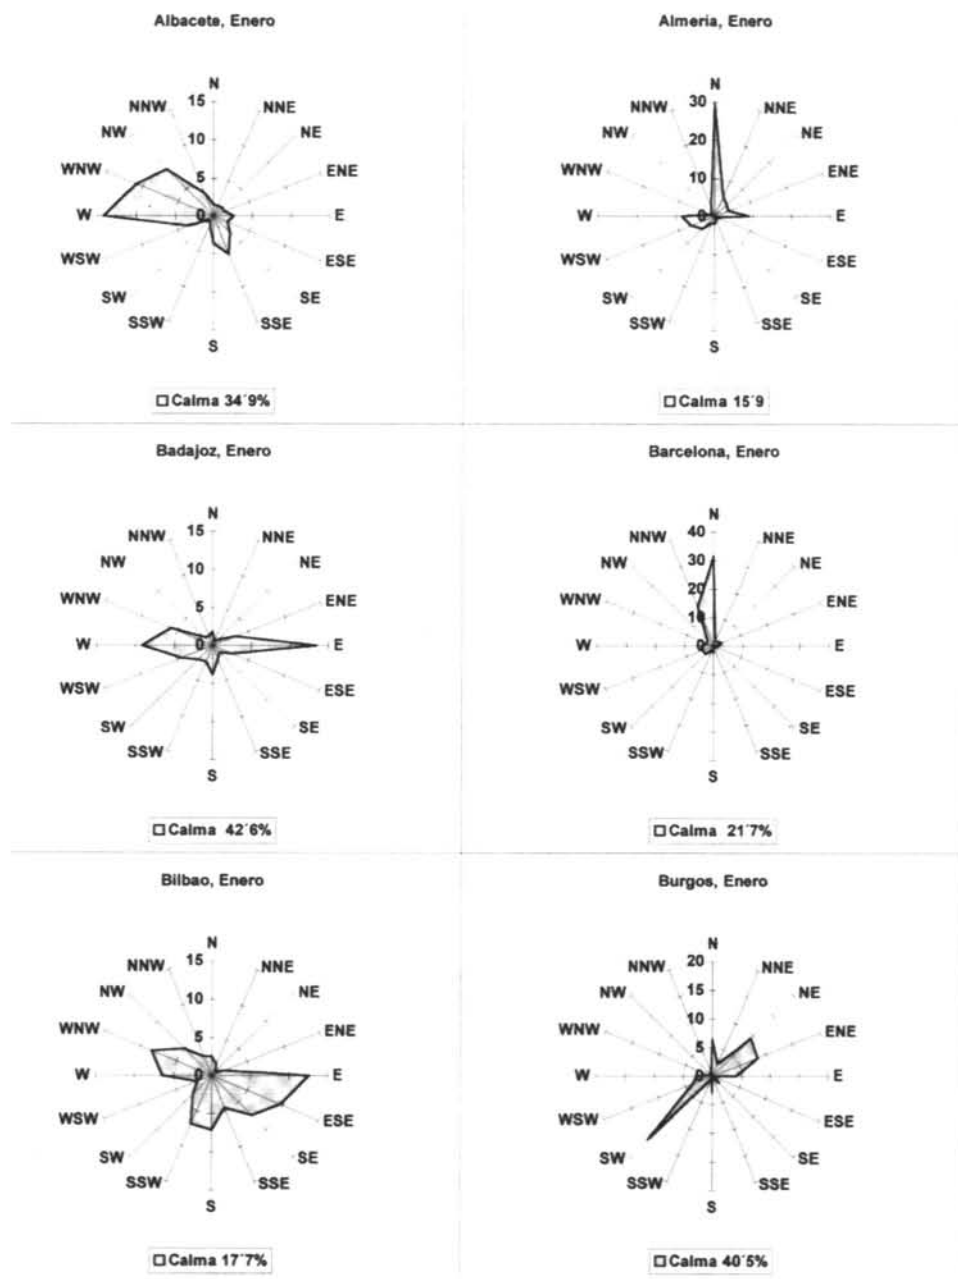 Albacete, Enero
N
15
NNW
NNE
NW
10
NE
WNW
5
ENE
W
0
E
WSW
ESE
SW
SE
SSW
SSE
S
Calma 34´9%
Almeria, Enero
N
30
NNW
NNE
NW
20
NE
WNW
10
ENE
W
0
E
WSW
ESE
SW
SE
SSW
SSE
S
Calma 15´9
Badajoz, Enero
N
15
NNW
NNE
NW
10
NE
WNW
5
ENE
W
0
E
WSW
ESE
SW
SE
SSW
SSE
S
Calma 42´6%
Barcelona, Enero
N
40
NNW
NNE
NW
30
NE
20
WNW
10
ENE
W
0
E
WSW
ESE
SW
SE
SSW
SSE
S
Calma 21´7%
Bilbao, Enero
N
15
NNW
NNE
NW
10
NE
WNW
5
ENE
W
0
E
WSW
ESE
SW
SE
SSW
SSE
S
Calma 17´7%
Burgos, Enero
N
20
NNW
NNE
15
NW
NE
10
WNW
5
ENE
W
0
E
WSW
ESE
SW
SE
SSW
SSE
S
Calma 40´5%